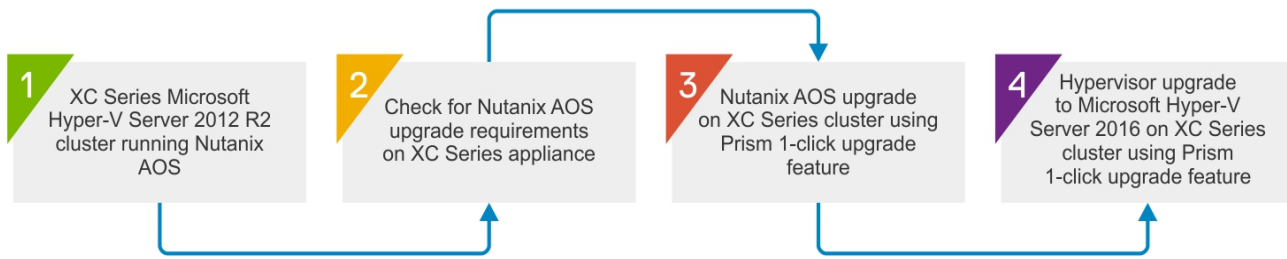 1
XC Series Microsoft
Hyper-V Server 2012 R2
cluster running Nutanix
AOS
2
Check for Nutanix AOS
upgrade requirements
on XC Series appliance
3
Nutanix AOS upgrade
on XC Series cluster using
Prism 1-click upgrade
feature
4
Hypervisor upgrade
to Microsoft Hyper-V
Server 2016 on XC Series
cluster using Prism
1-click upgrade feature